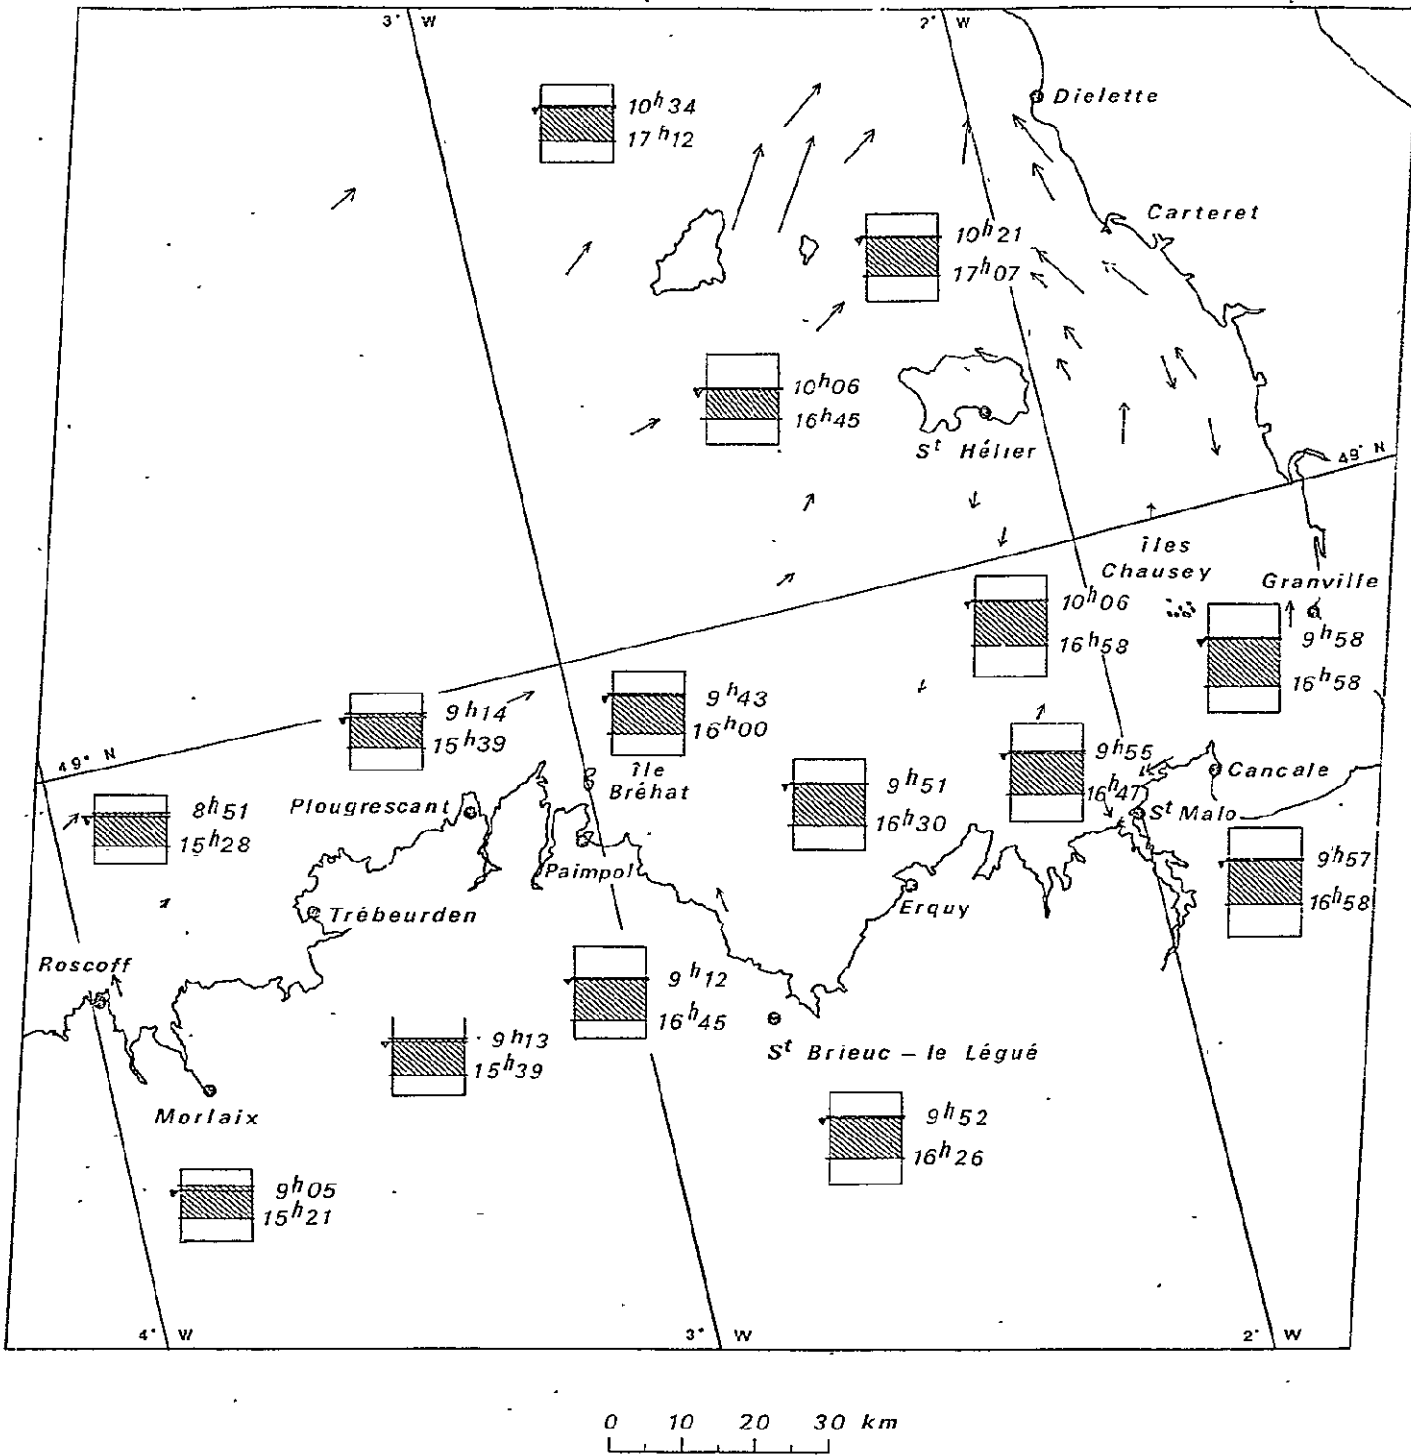 3° W
2° W
Dielette
10h34
17h12
Carteret
10h21
17h07
10h06
16h45
St Hélier
49° N
îles
Chausey
Granville
10h06
16h58
9h58
16h58
9h14
15h39
9h43
16h00
49° N
île
Bréhat
9h55
16h47
Cancale
Plougrescant
9h51
16h30
St Malo
8h51
15h28
Paimpol
9h57
16h58
Trébeurden
Erquy
Roscoff
9h12
16h45
9h13
15h39
St Brieuc - le Légué
Morlaix
9h52
16h26
9h05
15h21
4° W
3° W
2° W
0 10 20 30 km